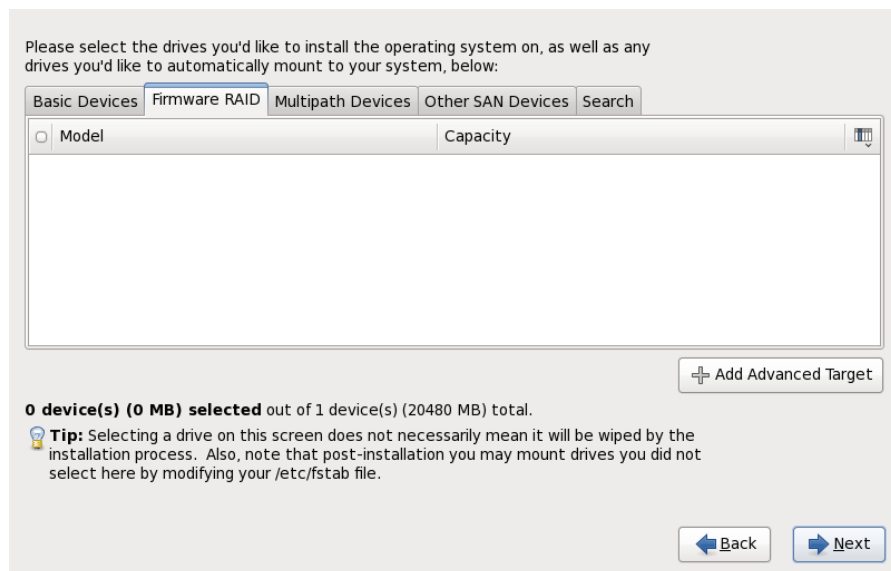 Please select the drives you'd like to install the operating system on, as well as any
drives you'd like to automatically mount to your system, below:
Basic Devices Firmware RAID Multipath Devices Other SAN Devices Search
Model Capacity
Add Advanced Target
0 device(s) (0 MB) selected out of 1 device(s) (20480 MB) total.
Tip: Selecting a drive on this screen does not necessarily mean it will be wiped by the
installation process. Also, note that post-installation you may mount drives you did not
select here by modifying your /etc/fstab file.
Back Next